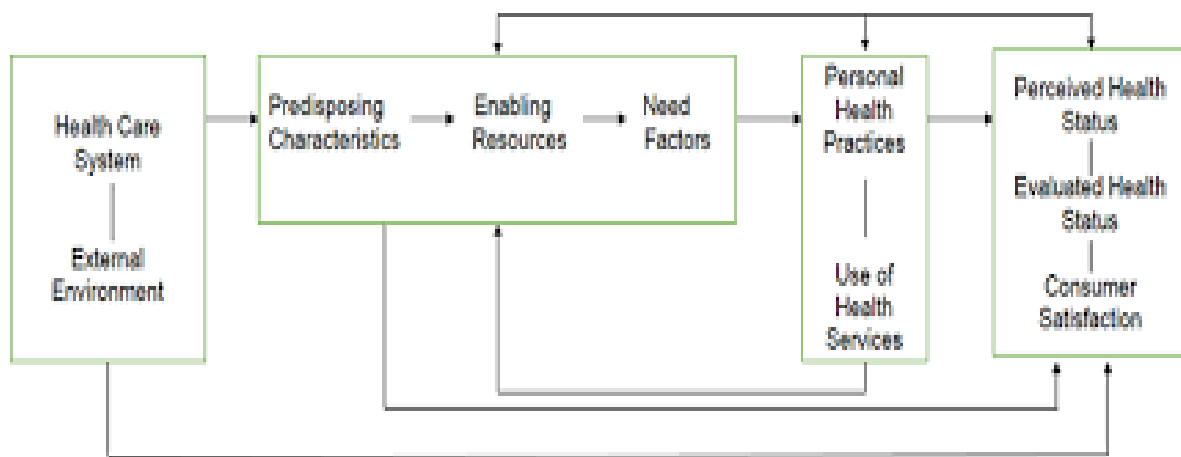 Health Care
System
External
Environment
Predisposing
Characteristics
Enabling
Resources
Need
Factors
Personal
Health
Practices
Use of
Health
Services
Perceived Health
Status
Evaluated Health
Status
Consumer
Satisfaction